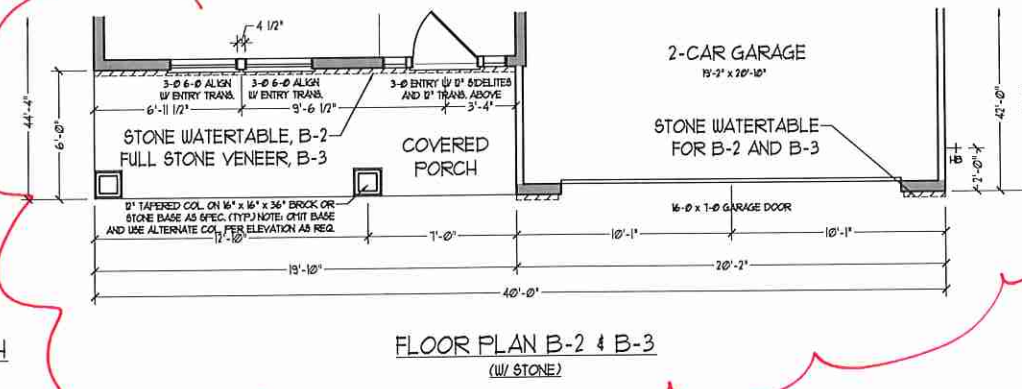 4 1/2"
2-CAR GARAGE
19'-2" x 20'-10"
3-0 6-0 ALIGN
W/ ENTRY TRANS.
3-0 6-0 ALIGN
W/ ENTRY TRANS.
3-0 ENTRY W/ 12" SIDELITES
AND 12" TRANS. ABOVE
6'-11 1/2"
9'-6 1/2"
3'-4"
44'-4"
6'-0"
42'-0"
STONE WATERTABLE, B-2
FULL STONE VENEER, B-3
COVERED
PORCH
STONE WATERTABLE
FOR B-2 AND B-3
HB
2'-0"
12" TAPERED COL. ON 16" x 16" x 36" BRICK OR
STONE BASE AS SPEC. (TYP.) NOTE: OMIT BASE
AND USE ALTERNATE COL. PER ELEVATION AS REQ.
16-0 x 7-0 GARAGE DOOR
12'-10"
7'-0"
10'-1"
10'-1"
19'-10"
20'-2"
40'-0"
FLOOR PLAN B-2 & B-3
(W/ STONE)